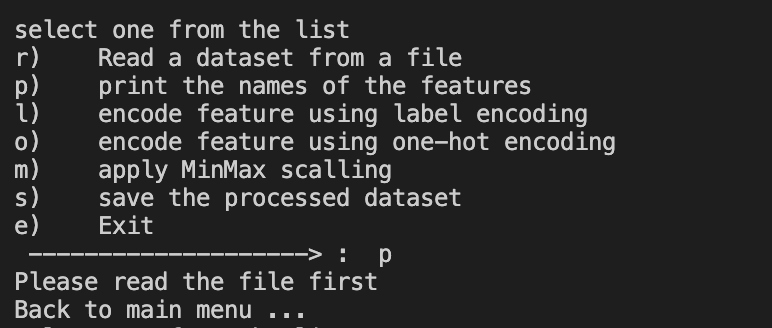 select one from the list
r)    Read a dataset from a file
p)    print the names of the features
l)    encode feature using label encoding
o)    encode feature using one-hot encoding
m)    apply MinMax scalling
s)    save the processed dataset
e)    Exit
--------------------> :  p
Please read the file first
Back to main menu ...